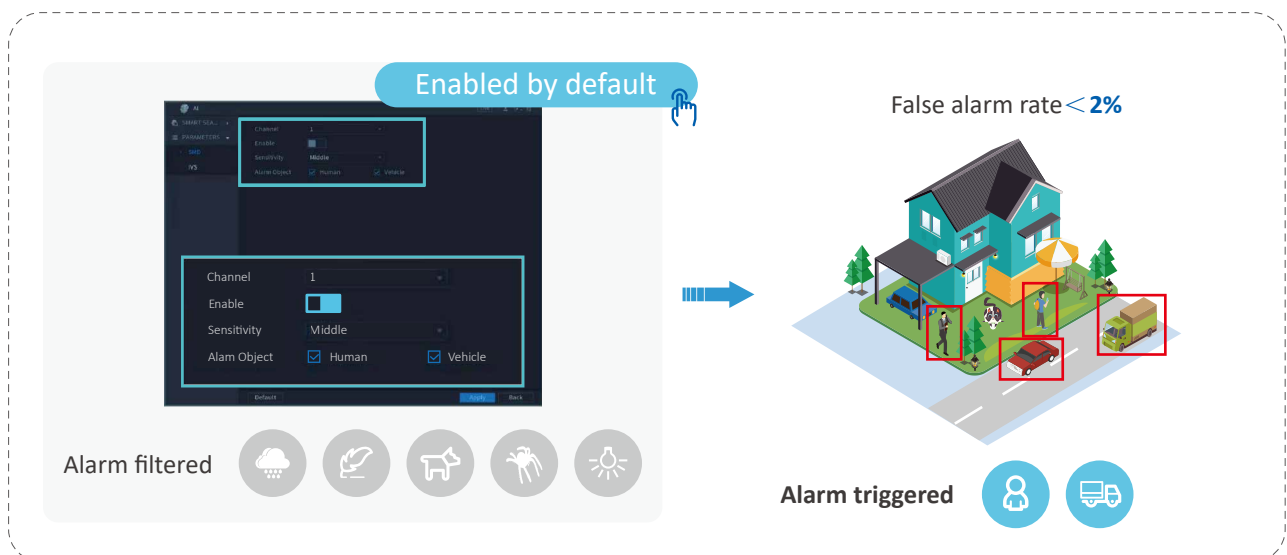 Enabled by default
AI
SMART SEA..
PARAMETERS
SMD
IVS
Channel 1
Enable
Sensitivity Middle
Alarm Object Human Vehicle
Channel 1
Enable
Sensitivity Middle
Alam Object Human Vehicle
Default Apply Back
Alarm filtered
False alarm rate < 2%
Alarm triggered